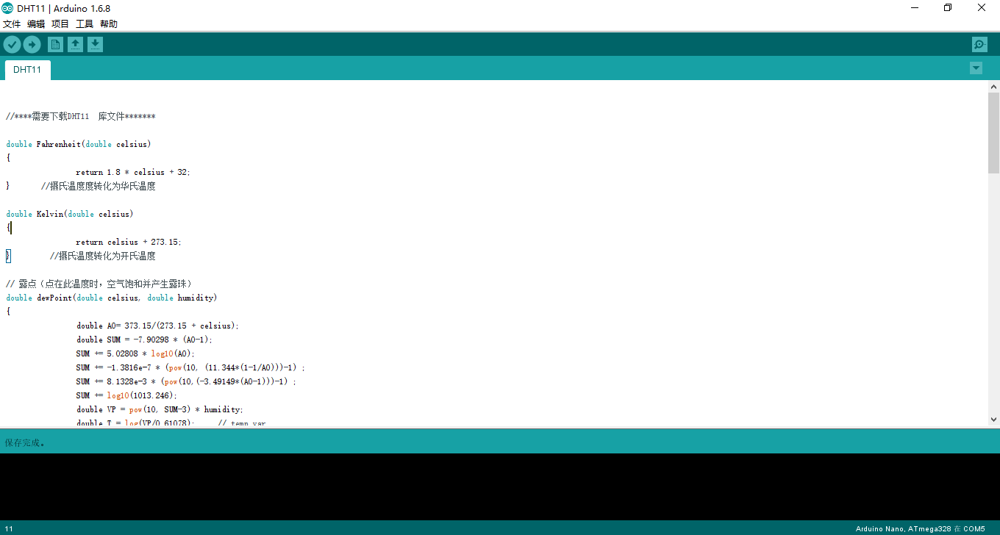 DHT11 | Arduino 1.6.8
文件 编辑 项目 工具 帮助
DHT11
//****需要下载DHT11 库文件*******
double Fahrenheit(double celsius)
{
return 1.8 * celsius + 32;
} //摄氏温度度转化为华氏温度
double Kelvin(double celsius)
{
return celsius + 273.15;
} //摄氏温度转化为开氏温度
// 露点（点在此温度时，空气饱和并产生露珠）
double dewPoint(double celsius, double humidity)
{
double A0= 373.15/(273.15 + celsius);
double SUM = -7.90298 * (A0-1);
SUM += 5.02808 * log10(A0);
SUM += -1.3816e-7 * (pow(10, (11.344*(1-1/A0)))-1) ;
SUM += 8.1328e-3 * (pow(10,(-3.49149*(A0-1)))-1) ;
SUM += log10(1013.246);
double VP = pow(10, SUM-3) * humidity;
double T = log(VP/0.61078); // temp var
保存完成。
11
Arduino Nano, ATmega328 在 COM5